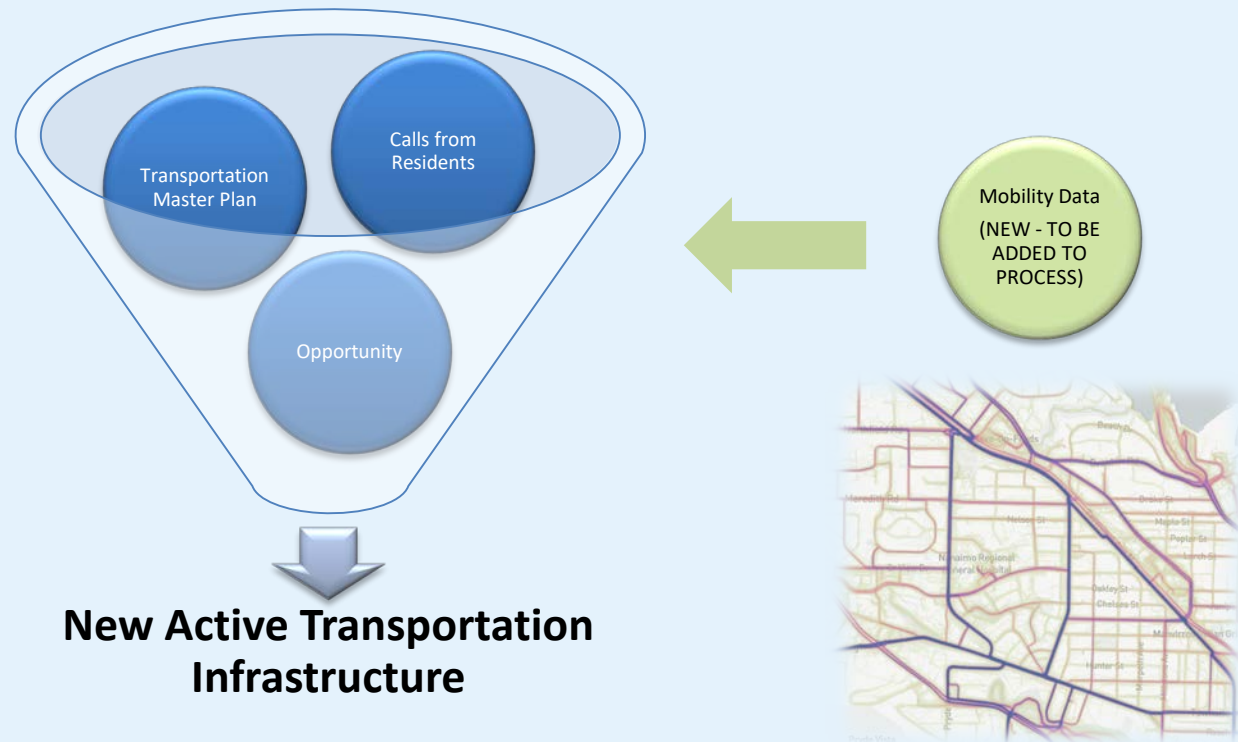 Transportation
Master Plan
Calls from
Residents
Opportunity
Mobility Data
(NEW - TO BE
ADDED TO
PROCESS)
New Active Transportation
Infrastructure
Meredith Rd
Nelson St
Nanaimo Regional
General Hospital
Oakley St
Chelsea St
Hunter St
Drake St
Maple St
Poplar St
Larch St